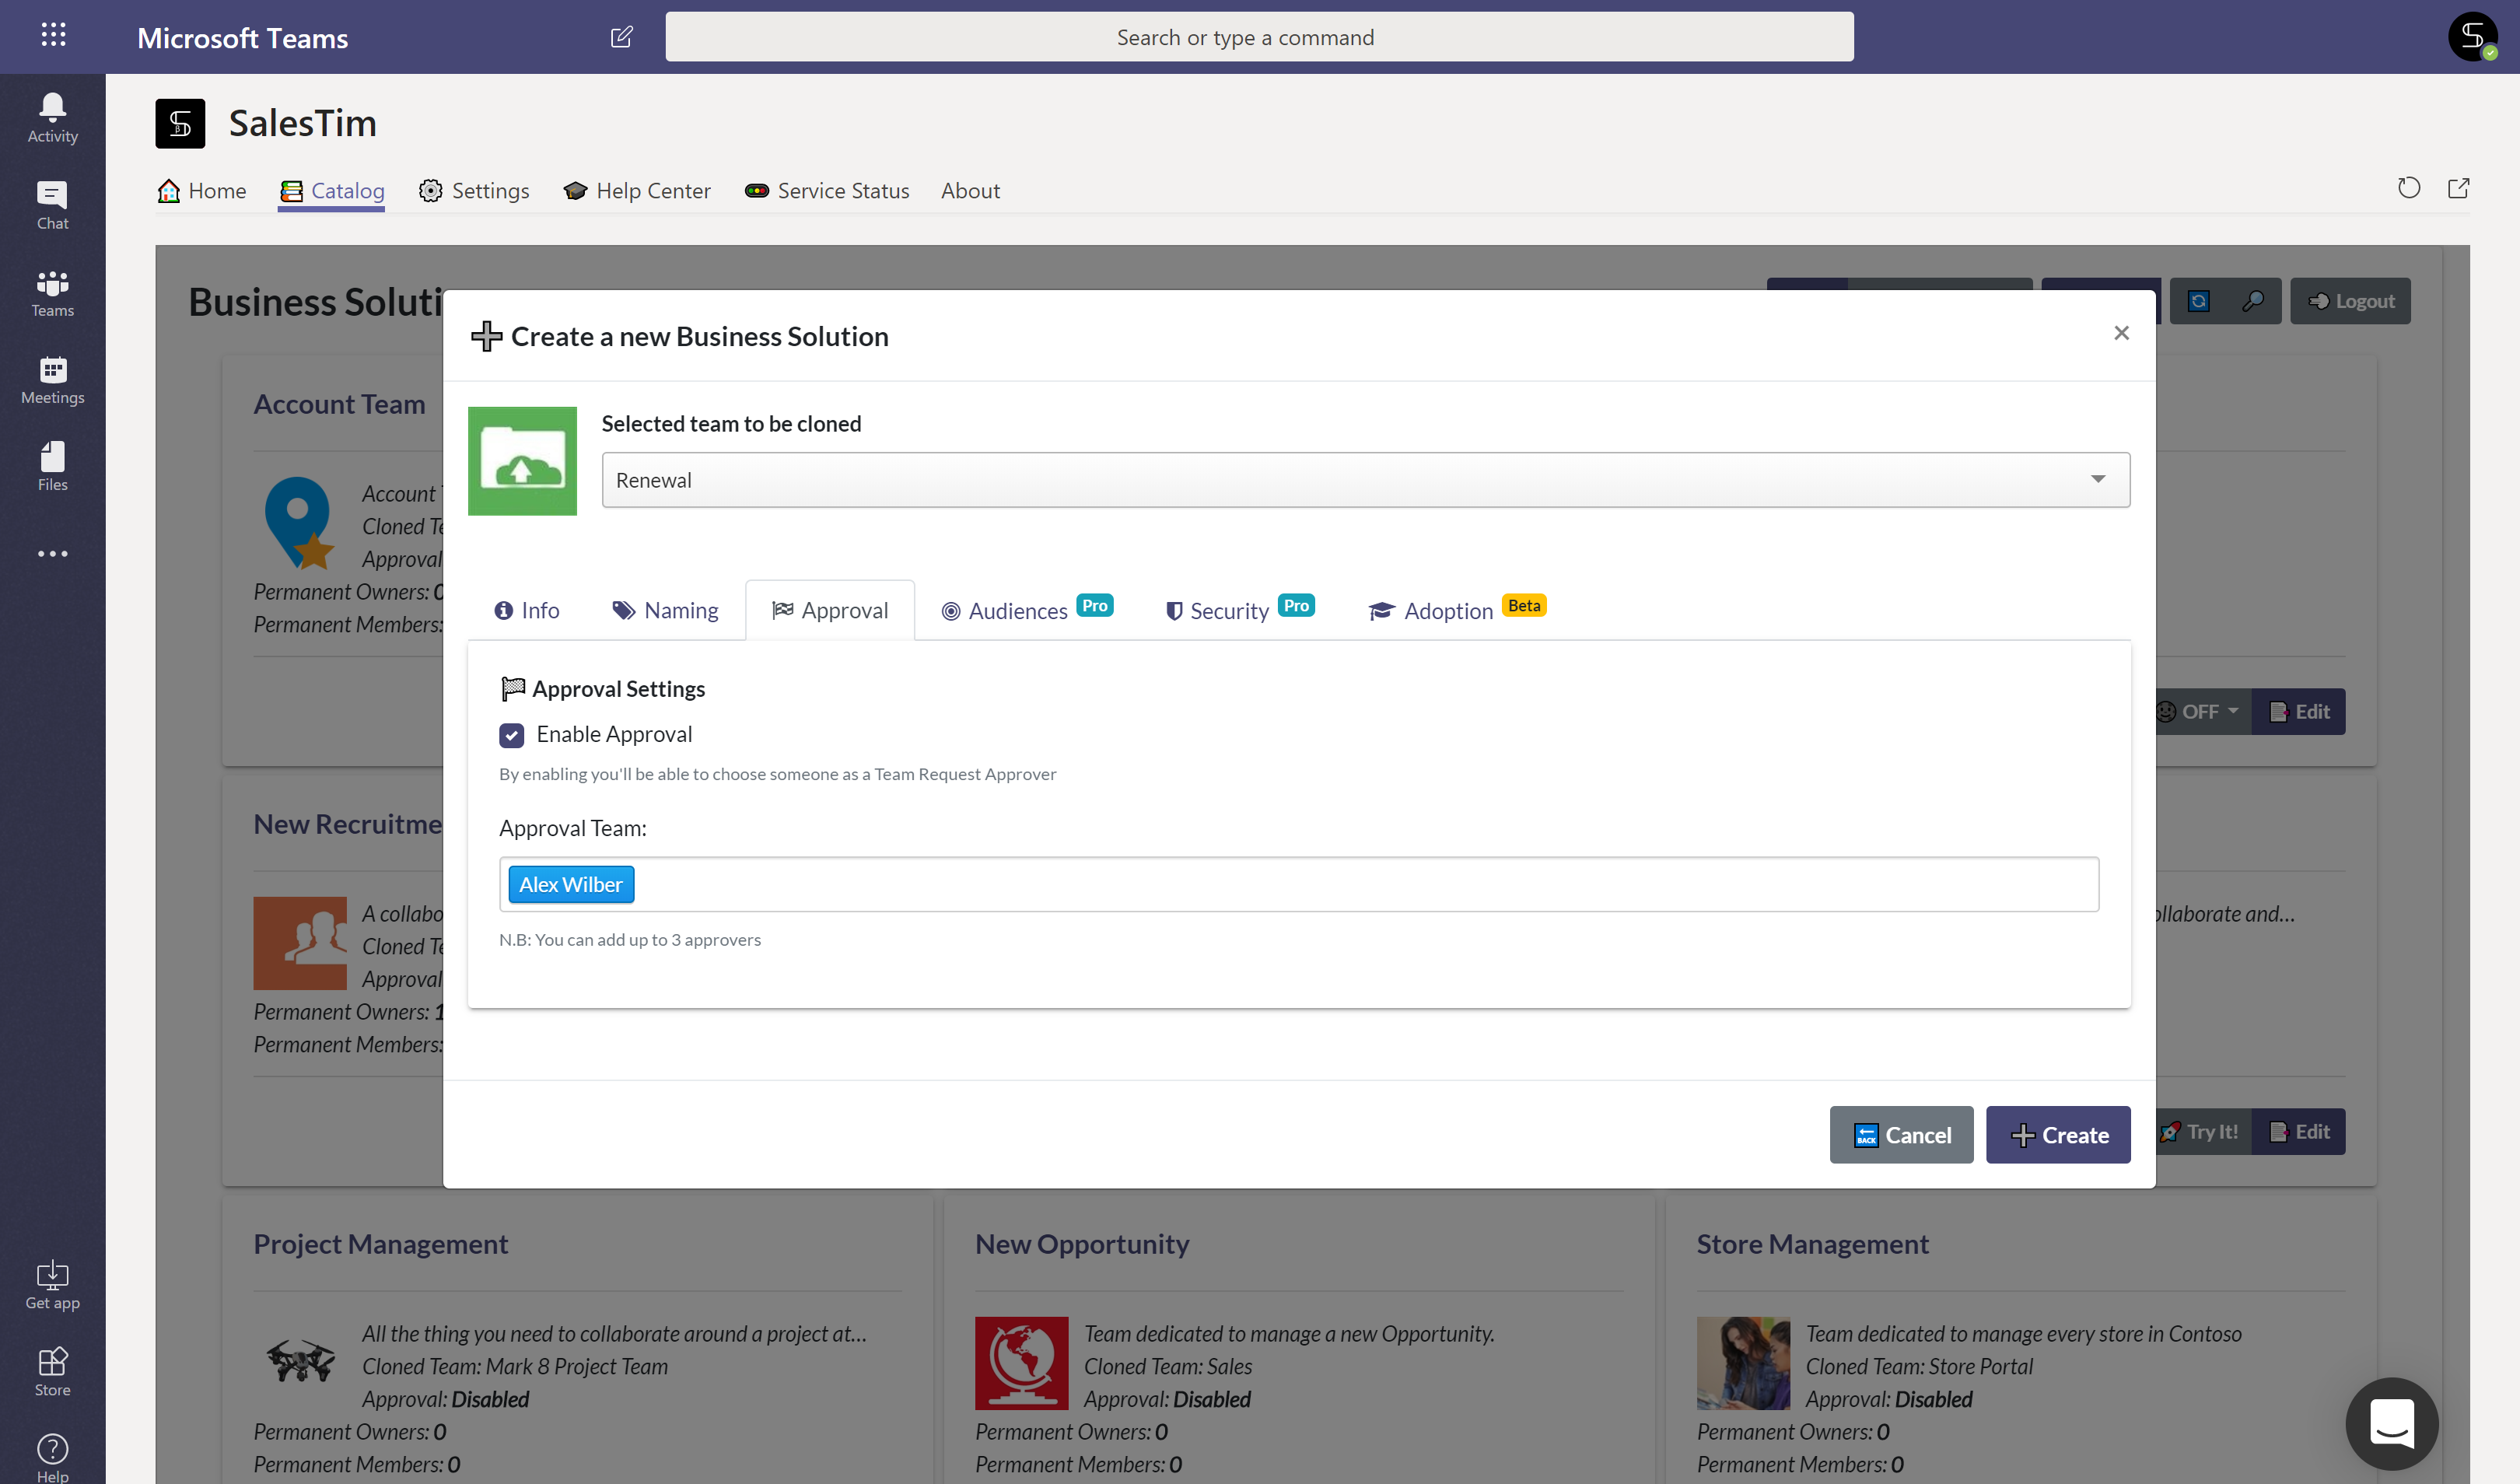 Microsoft Teams
Search or type a command
Activity
Chat
Teams
Meetings
Files
Get app
Store
Help
SalesTim
Home
Catalog
Settings
Help Center
Service Status
About
Business Soluti
Logout
Account Team
Account
Cloned Te
Approval
Permanent Owners: 0
Permanent Members:
OFF
Edit
Create a new Business Solution
×
Selected team to be cloned
Renewal
Info
Naming
Approval
Audiences Pro
Security Pro
Adoption Beta
Approval Settings
Enable Approval
By enabling you'll be able to choose someone as a Team Request Approver
Approval Team:
Alex Wilber
N.B: You can add up to 3 approvers
BACK Cancel
Create
New Recruitme
A collabo
Cloned Te
Approval
Permanent Owners: 1
Permanent Members:
ollaborate and...
Try It!
Edit
Project Management
All the thing you need to collaborate around a project at...
Cloned Team: Mark 8 Project Team
Approval: Disabled
Permanent Owners: 0
Permanent Members: 0
New Opportunity
Team dedicated to manage a new Opportunity.
Cloned Team: Sales
Approval: Disabled
Permanent Owners: 0
Permanent Members: 0
Store Management
Team dedicated to manage every store in Contoso
Cloned Team: Store Portal
Approval: Disabled
Permanent Owners: 0
Permanent Members: 0